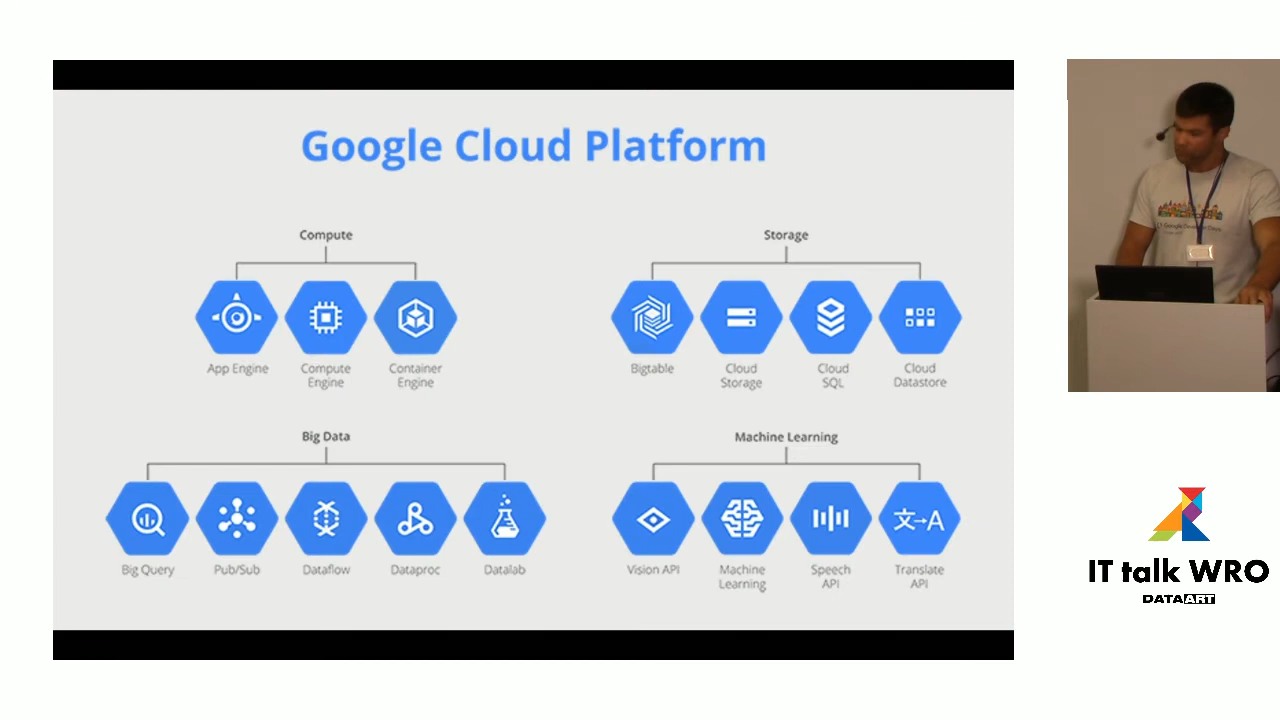 Google Cloud Platform
Compute
App Engine
Compute
Engine
Container
Engine
Storage
Bigtable
Cloud
Storage
Cloud
SQL
Cloud
Datastore
Big Data
Big Query
Pub/Sub
Dataflow
Dataproc
Datalab
Machine Learning
Vision API
Machine
Learning
Speech
API
文→A
Translate
API
IT talk WRO
DATAART